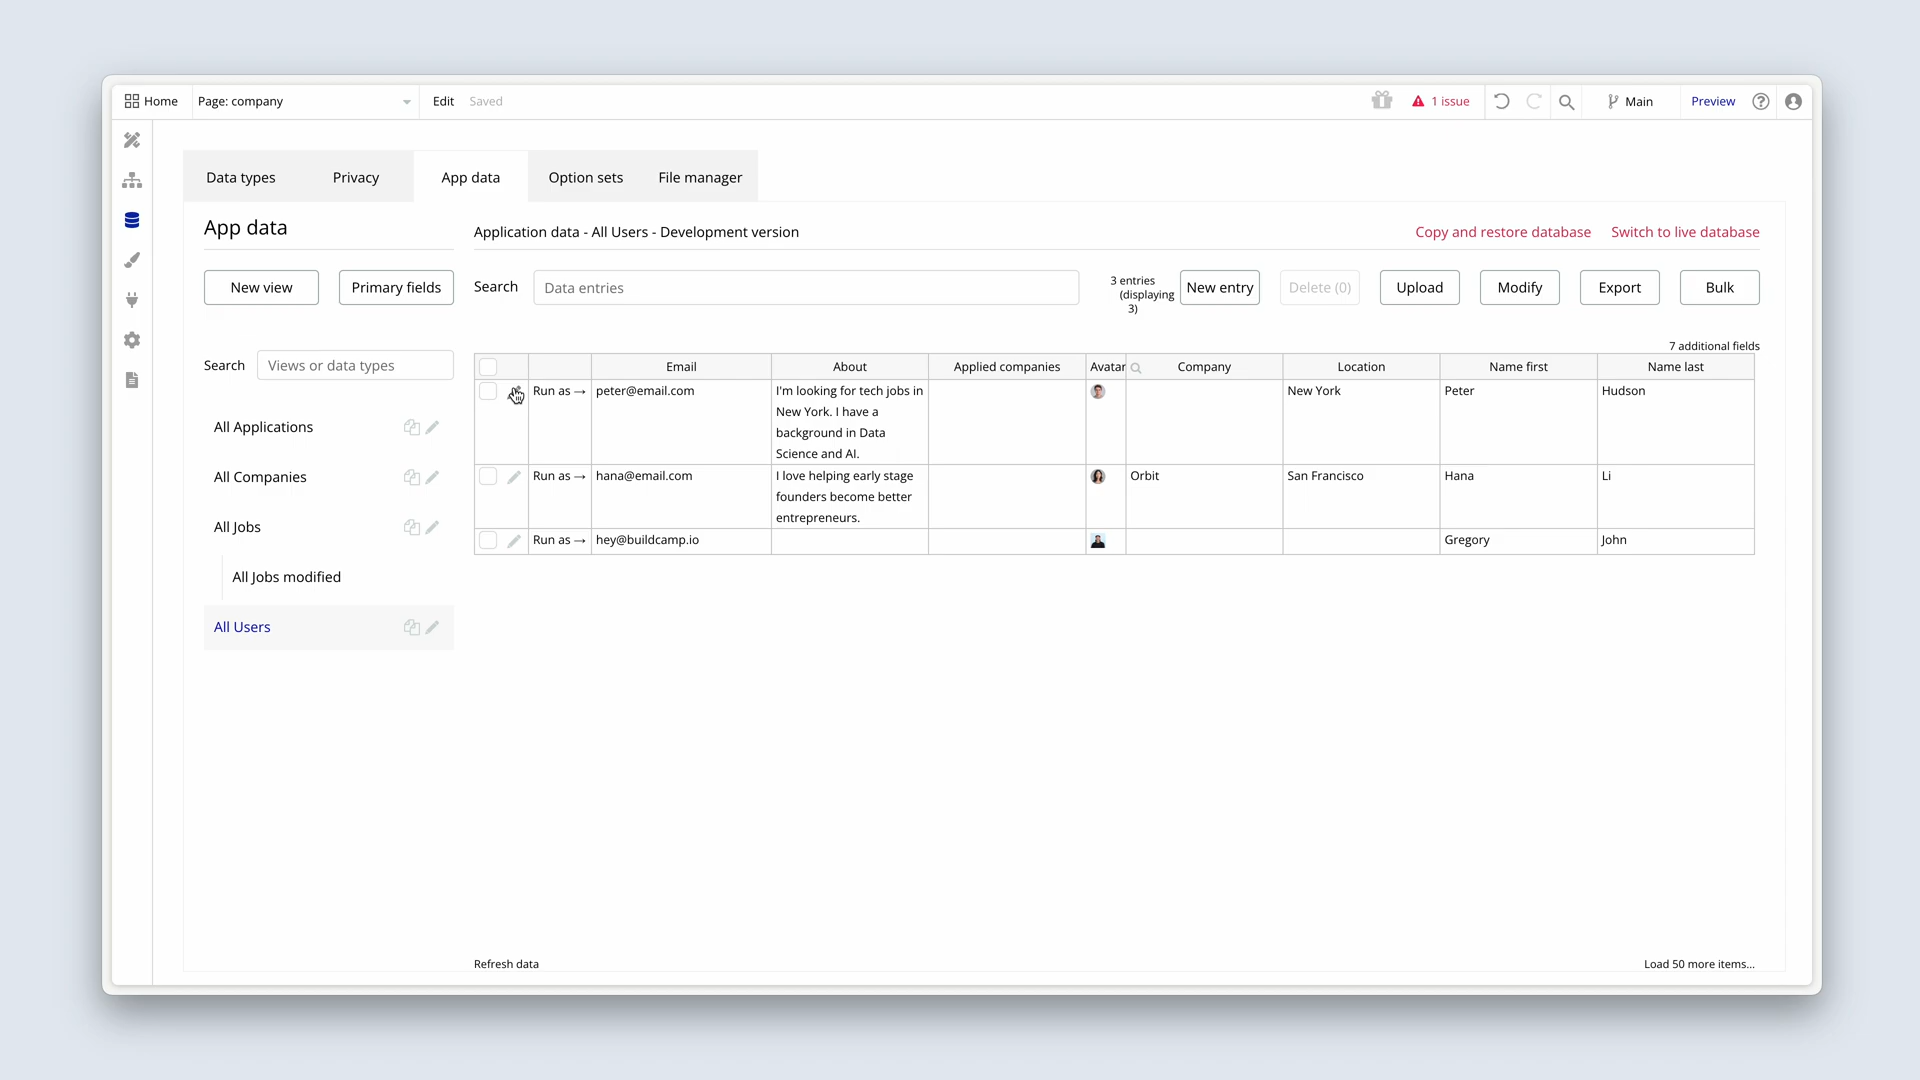 Home
Page: company
Edit
Saved
1 issue
Main
Preview
Data types
Privacy
App data
Option sets
File manager
App data
Application data - All Users - Development version
Copy and restore database
Switch to live database
New view
Primary fields
Search
Data entries
3 entries
(displaying
3)
New entry
Delete (0)
Upload
Modify
Export
Bulk
Search
Views or data types
7 additional fields
All Applications
All Companies
All Jobs
All Jobs modified
All Users
Email
About
Applied companies
Avatar
Company
Location
Name first
Name last
Run as →
peter@email.com
I'm looking for tech jobs in
New York. I have a
background in Data
Science and AI.
New York
Peter
Hudson
Run as →
hana@email.com
I love helping early stage
founders become better
entrepreneurs.
Orbit
San Francisco
Hana
Li
Run as →
hey@buildcamp.io
Gregory
John
Refresh data
Load 50 more items...